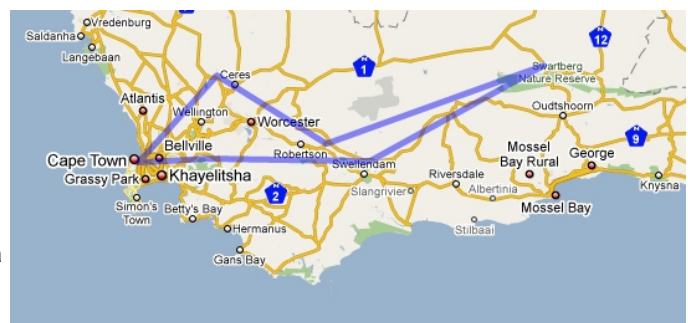 Vredenburg
Saldanha
Langebaan
N
12
N
1
Swartberg
Nature Reserve
Ceres
Atlantis
Wellington
Oudtshoorn
Worcester
N
9
Bellville
Robertson
Mossel
Bay Rural
George
Cape Town
Swellendam
Grassy Park
Khayelitsha
Riversdale
Knysna
Slangrivier
Albertinia
N
2
Simon's
Town
Betty's Bay
Mossel Bay
Hermanus
Stilbaai
Gans Bay